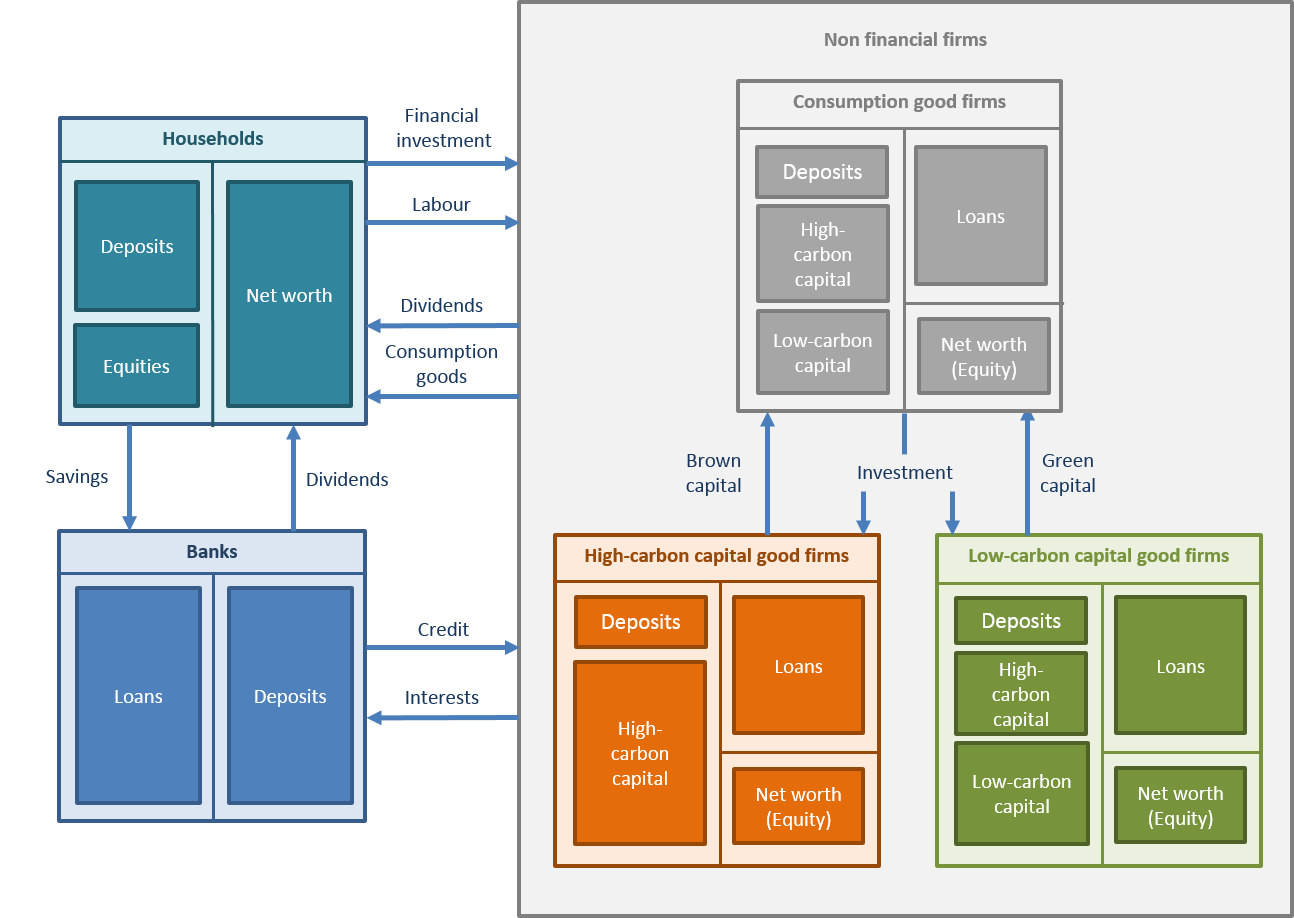 Non financial firms
Households
Deposits
Equities
Net worth
Financial
investment
Labour
Dividends
Consumption
goods
Savings
Dividends
Banks
Loans
Deposits
Credit
Interests
Consumption good firms
Deposits
High-
carbon
capital
Low-carbon
capital
Loans
Net worth
(Equity)
Brown
capital
Investment
Green
capital
High-carbon capital good firms
Deposits
High-
carbon
capital
Loans
Net worth
(Equity)
Low-carbon capital good firms
Deposits
High-
carbon
capital
Low-carbon
capital
Loans
Net worth
(Equity)